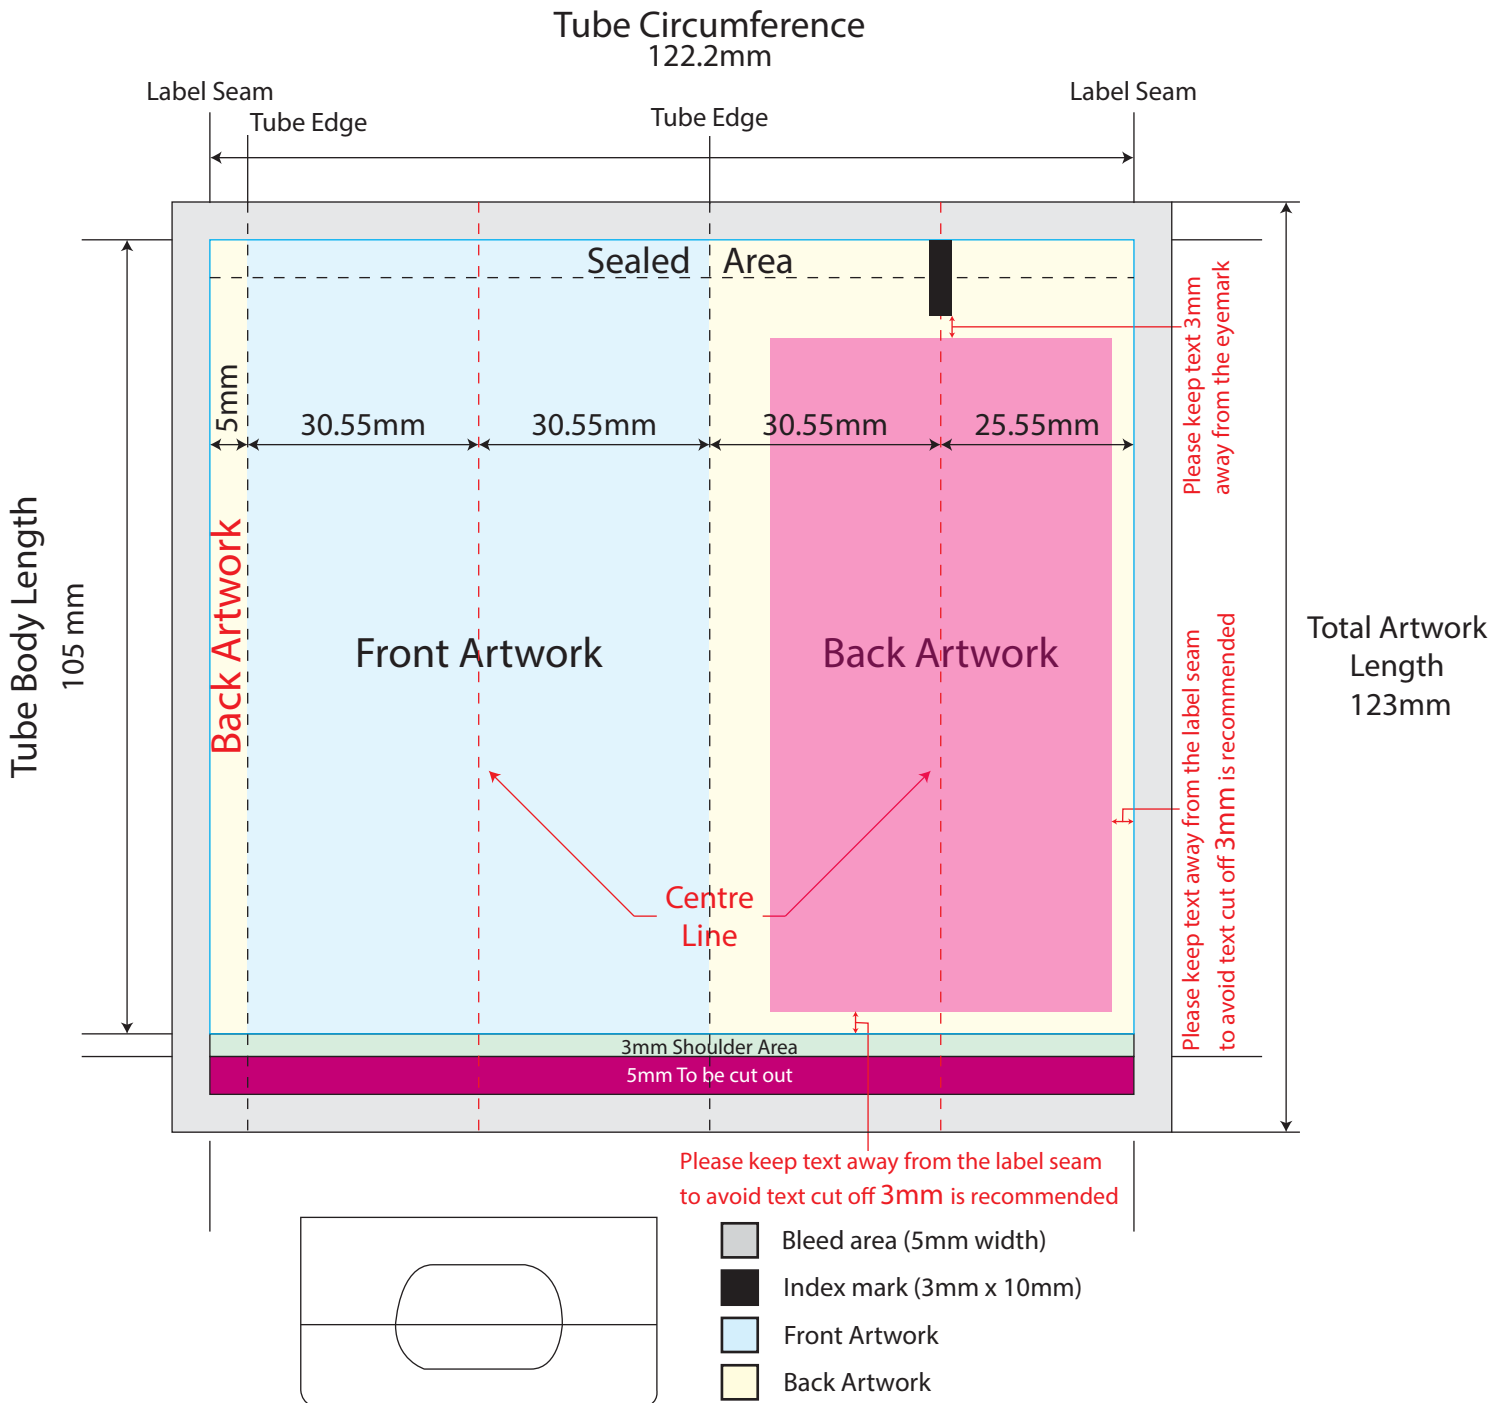 Tube Circumference
122.2mm
Label Seam
Label Seam
Tube Edge
Tube Edge
Sealed Area
5mm
30.55mm
30.55mm
30.55mm
25.55mm
Please keep text 3mm
away from the eyemark
Tube Body Length
105 mm
Back Artwork
Front Artwork
Back Artwork
Total Artwork
Length
123mm
Please keep text away from the label seam
to avoid text cut off 3mm is recommended
Centre
Line
3mm Shoulder Area
5mm To be cut out
Please keep text away from the label seam
to avoid text cut off 3mm is recommended
Bleed area (5mm width)
Index mark (3mm x 10mm)
Front Artwork
Back Artwork